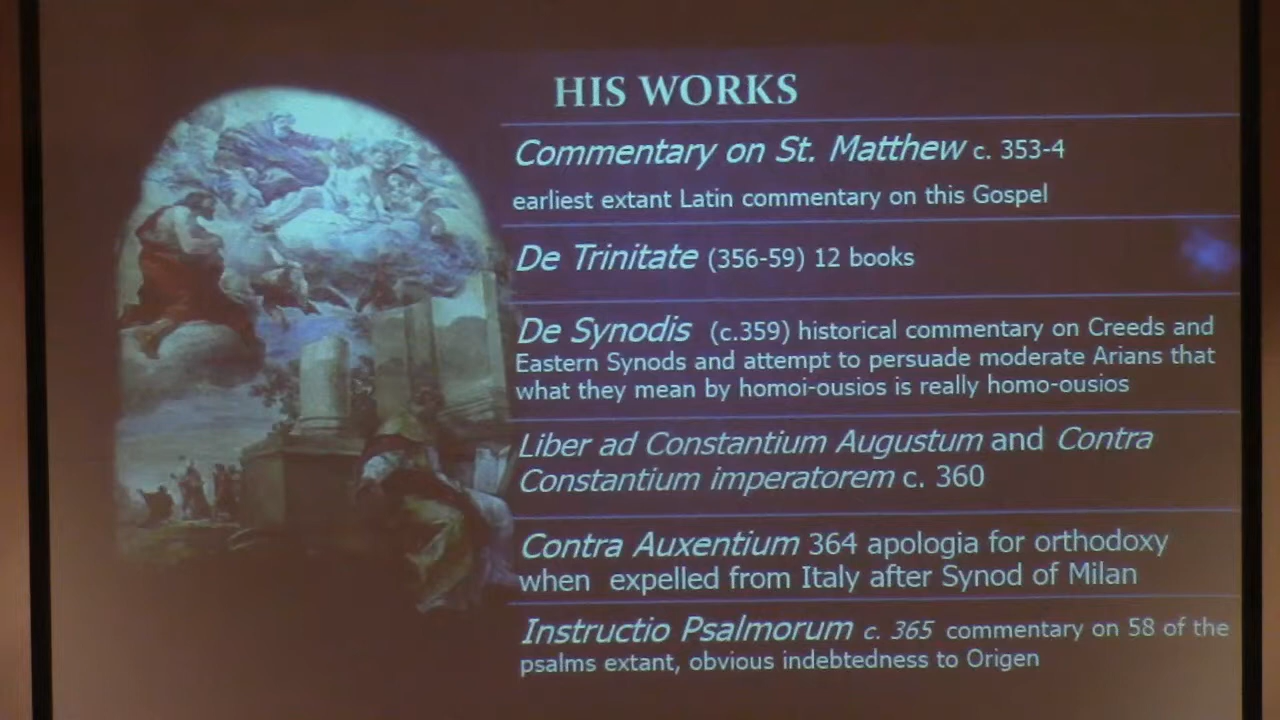 HIS WORKS
Commentary on St. Matthew c. 353-4
earliest extant Latin commentary on this Gospel
De Trinitate (356-59) 12 books
De Synodis (c.359) historical commentary on Creeds and
Eastern Synods and attempt to persuade moderate Arians that
what they mean by homoi-ousios is really homo-ousios
Liber ad Constantium Augustum and Contra
Constantium imperatorem c. 360
Contra Auxentium 364 apologia for orthodoxy
when expelled from Italy after Synod of Milan
Instructio Psalmorum c. 365 commentary on 58 of the
psalms extant, obvious indebtedness to Origen